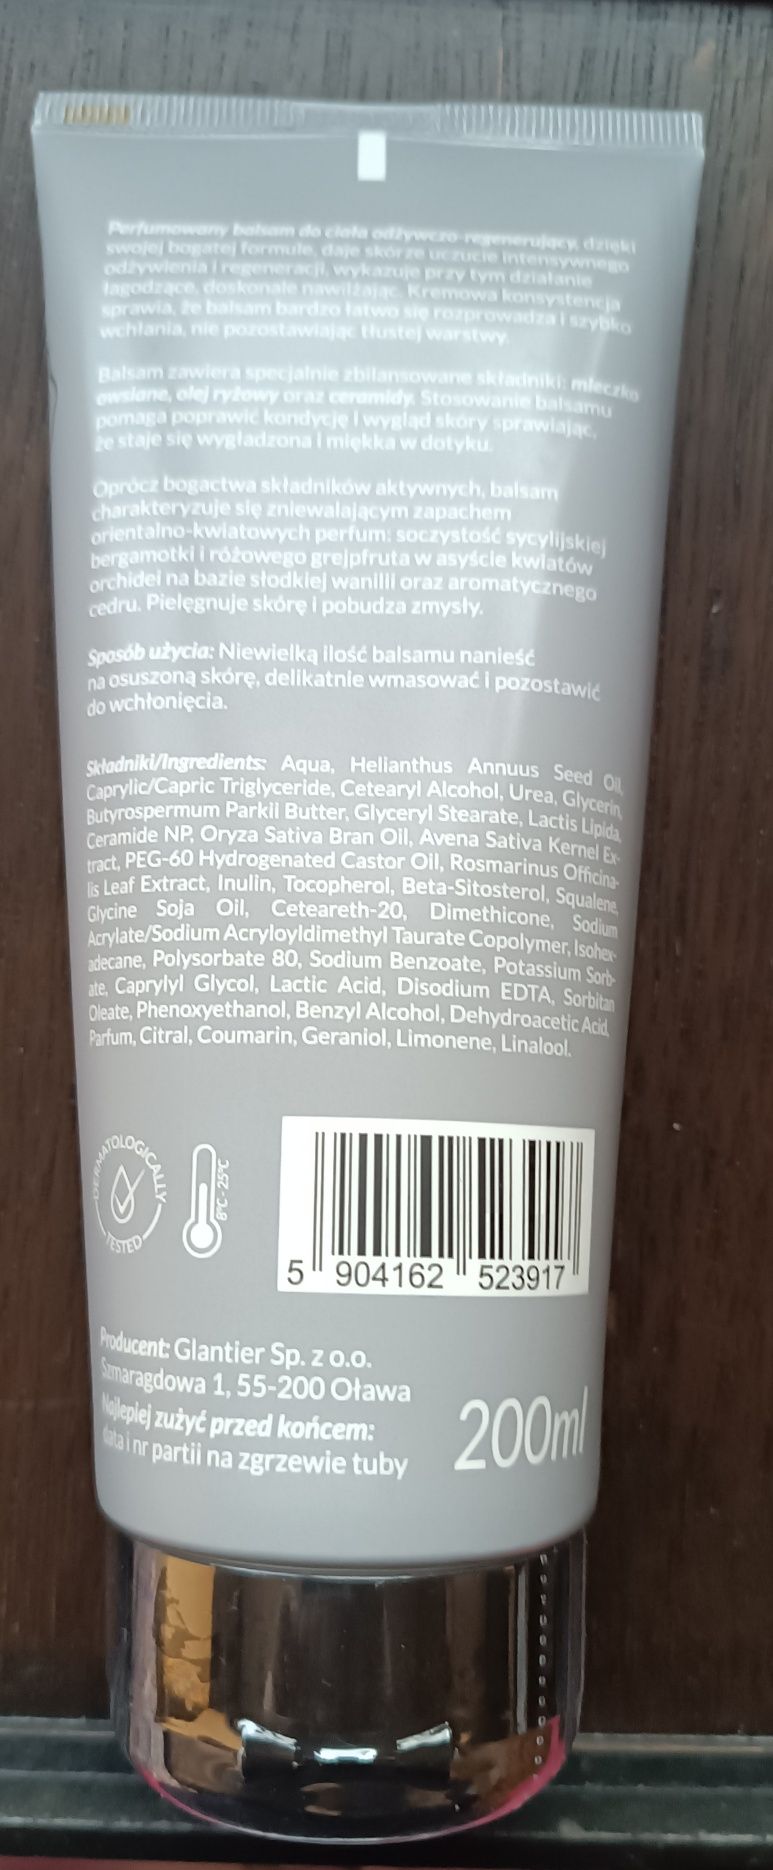 Perfumowany balsam do ciała odżywczo-regenerujący, dzięki
swojej bogatej formule, daje skórze uczucie intensywnego
odżywienia i regeneracji, wykazuje przy tym działanie
łagodzące, doskonale nawilżając. Kremowa konsystencja
sprawia, że balsam bardzo łatwo się rozprowadza i szybko
wchłania, nie pozostawiając tłustej warstwy.
Balsam zawiera specjalnie zbilansowane składniki: mleczko
owsiane, olej ryżowy oraz ceramidy. Stosowanie balsamu
pomaga poprawić kondycję i wygląd skóry sprawiając,
że staje się wygładzona i miękka w dotyku.
Oprócz bogactwa składników aktywnych, balsam
charakteryzuje się zniewalającym zapachem
orientalno-kwiatowych perfum: soczystość sycylijskiej
bergamotki i różowego grejpfruta w asyście kwiatów
orchidei na bazie słodkiej wanilii oraz aromatycznego
cedru. Pielęgnuje skórę i pobudza zmysły.
Sposób użycia: Niewielką ilość balsamu nanieść
na osuszoną skórę, delikatnie wmasować i pozostawić
do wchłonięcia.
Składniki/Ingredients: Aqua, Helianthus Annuus Seed Oil,
Caprylic/Capric Triglyceride, Cetearyl Alcohol, Urea, Glycerin,
Butyrospermum Parkii Butter, Glyceryl Stearate, Lactis Lipida,
Ceramide NP, Oryza Sativa Bran Oil, Avena Sativa Kernel Ex-
tract, PEG-60 Hydrogenated Castor Oil, Rosmarinus Officina-
lis Leaf Extract, Inulin, Tocopherol, Beta-Sitosterol, Squalene,
Glycine Soja Oil, Ceteareth-20, Dimethicone, Sodium
Acrylate/Sodium Acryloyldimethyl Taurate Copolymer, Isohex-
adecane, Polysorbate 80, Sodium Benzoate, Potassium Sorb-
ate, Caprylyl Glycol, Lactic Acid, Disodium EDTA, Sorbitan
Oleate, Phenoxyethanol, Benzyl Alcohol, Dehydroacetic Acid,
Parfum, Citral, Coumarin, Geraniol, Limonene, Linalool.
DERMATOLOGICALLY
TESTED
8°C - 25°C
5 904162 523917
Producent: Glantier Sp. z o.o.
Szmaragdowa 1, 55-200 Oława
Najlepiej zużyć przed końcem:
data i nr partii na zgrzewie tuby
200ml